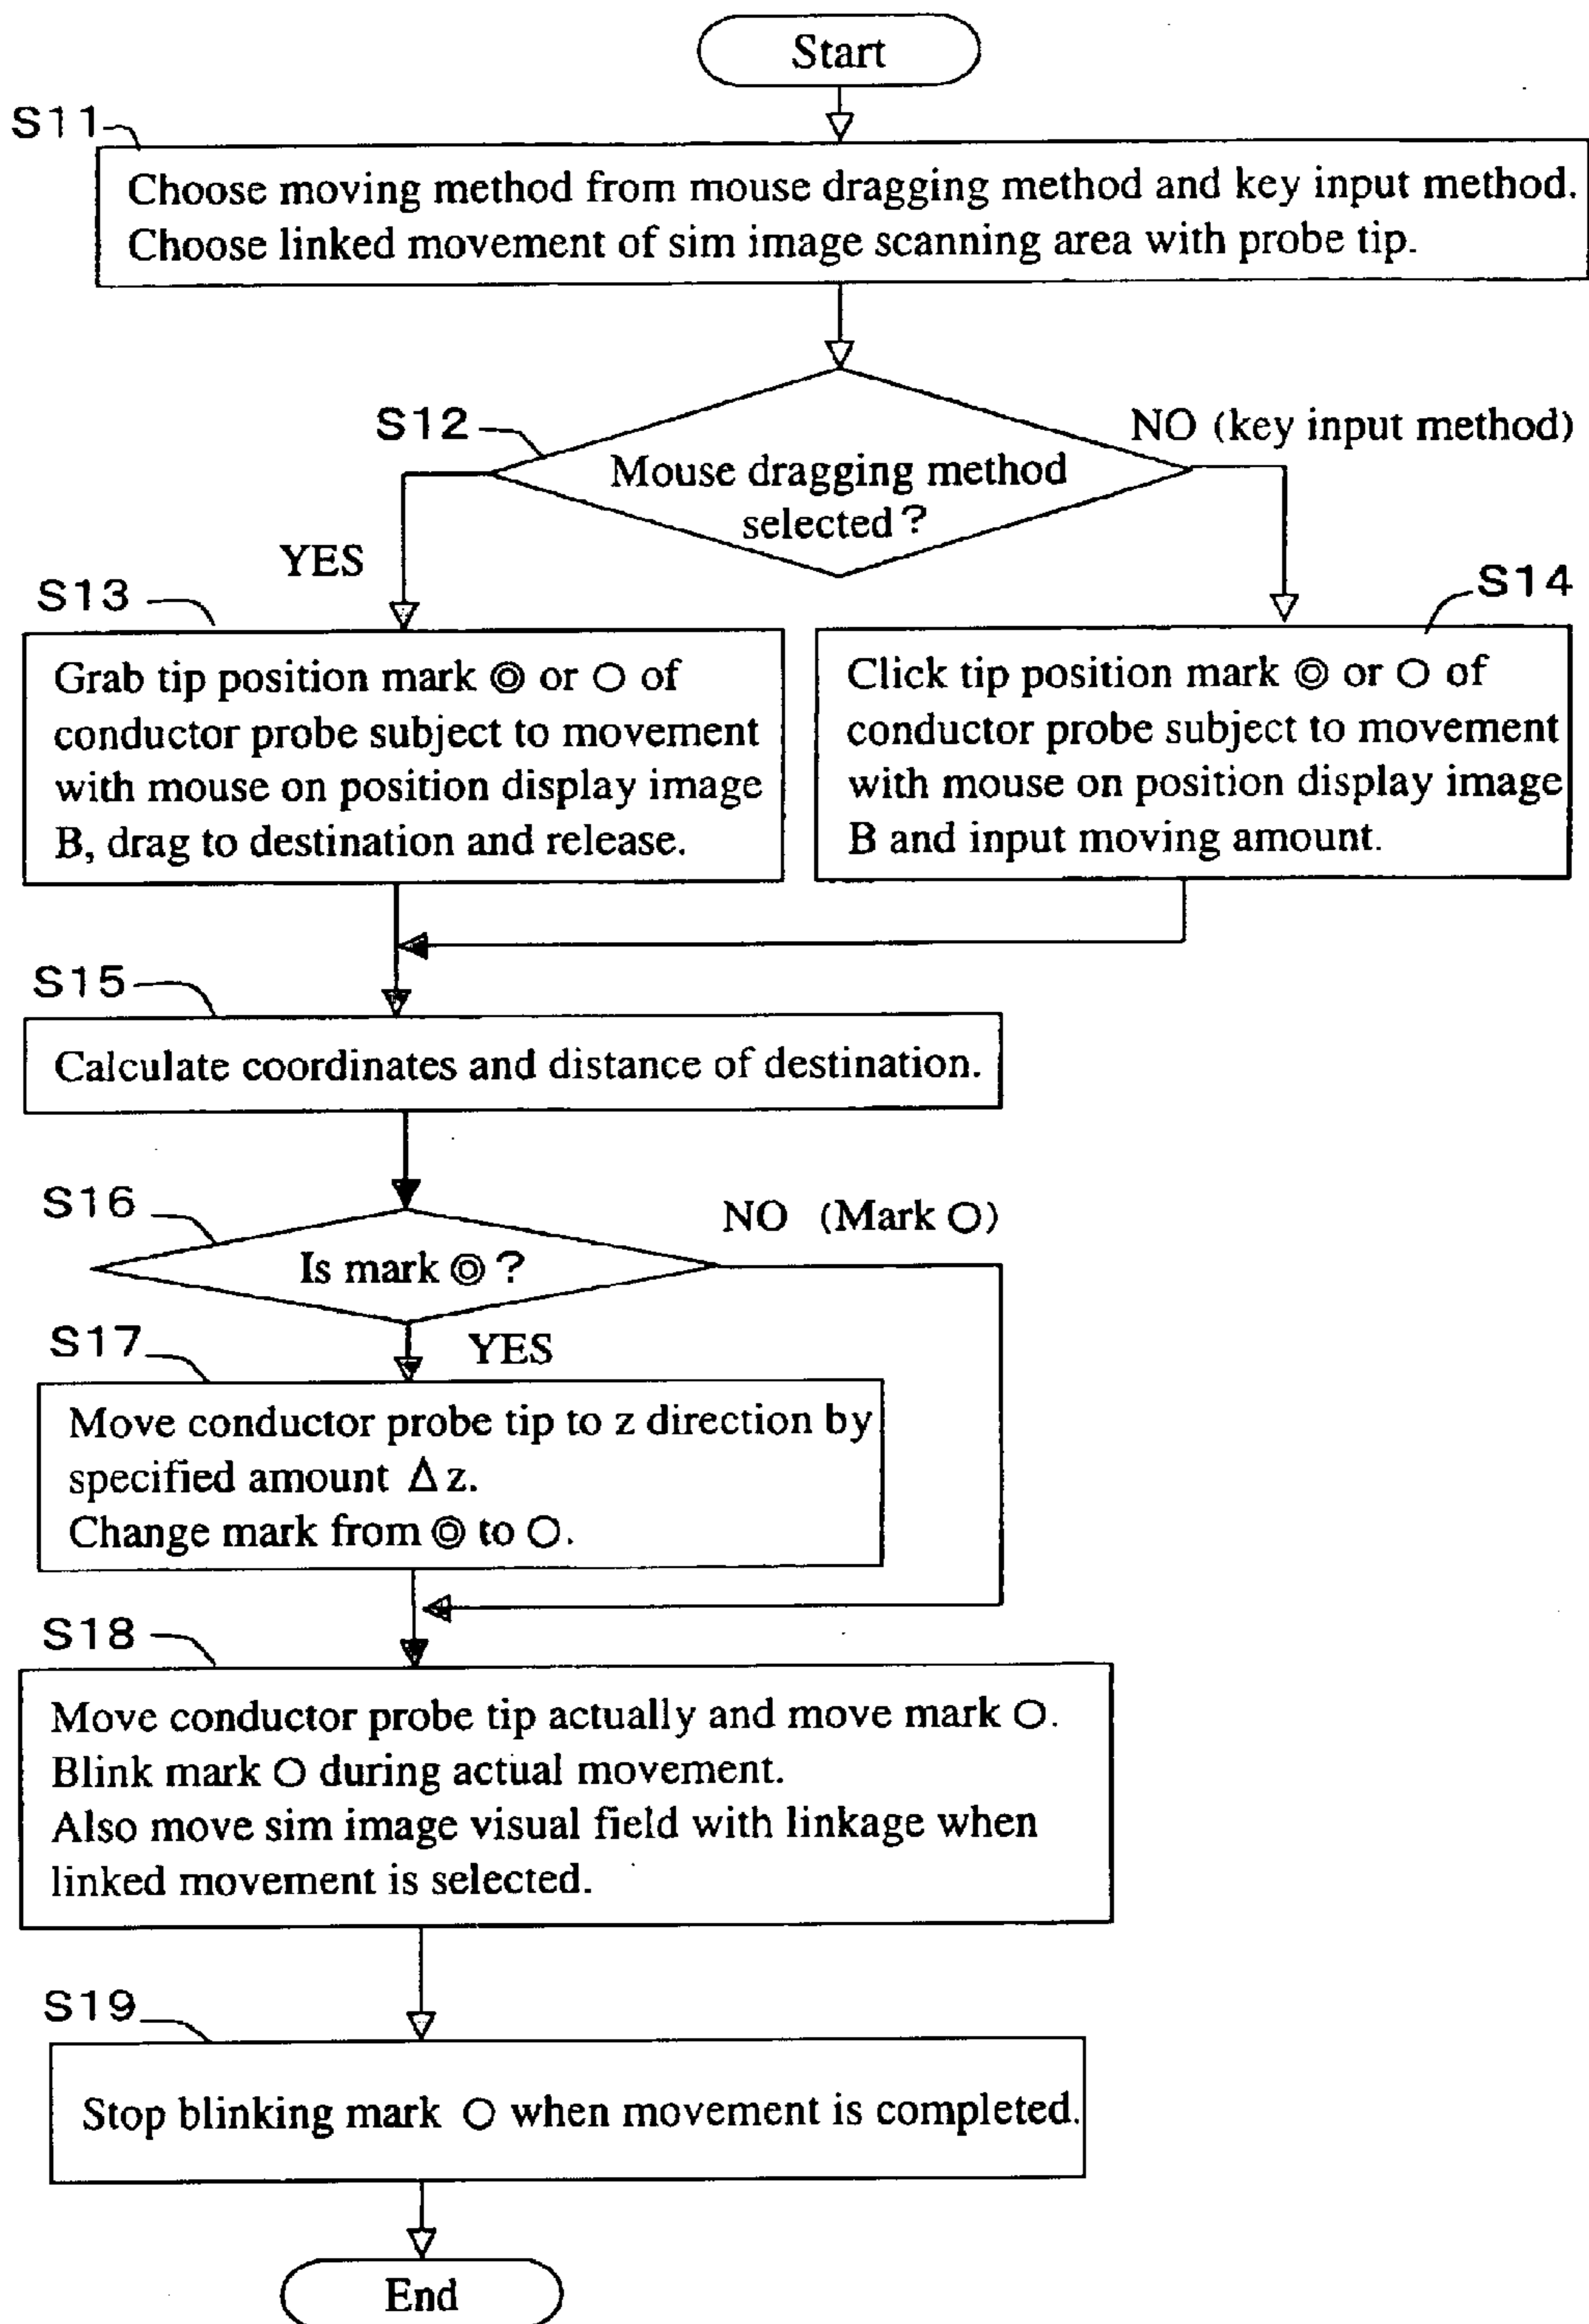 Start
S11
Choose moving method from mouse dragging method and key input method.
Choose linked movement of sim image scanning area with probe tip.
S12
NO (key input method)
Mouse dragging method
selected?
YES
S13
S14
Grab tip position mark ◎ or ○ of
conductor probe subject to movement
with mouse on position display image
B, drag to destination and release.
Click tip position mark ◎ or ○ of
conductor probe subject to movement
with mouse on position display image
B and input moving amount.
S15
Calculate coordinates and distance of destination.
S16
NO (Mark ○)
Is mark ◎?
S17
YES
Move conductor probe tip to z direction by
specified amount Δz.
Change mark from ◎ to ○.
S18
Move conductor probe tip actually and move mark ○.
Blink mark ○ during actual movement.
Also move sim image visual field with linkage when
linked movement is selected.
S19
Stop blinking mark ○ when movement is completed.
End